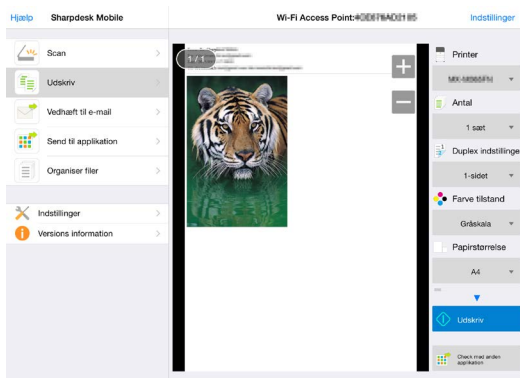 Hjælp
Sharpdesk Mobile
Wi-Fi Access Point:
Indstillinger
Scan
Udskriv
Vedhæft til e-mail
Send til applikation
Organiser filer
Indstillinger
Versions information
1 / 1
Printer
Antal
1 sæt
Duplex indstillinge
1-sidet
Farve tilstand
Gråskala
Papirstørrelse
A4
Udskriv
Check med anden
applikation